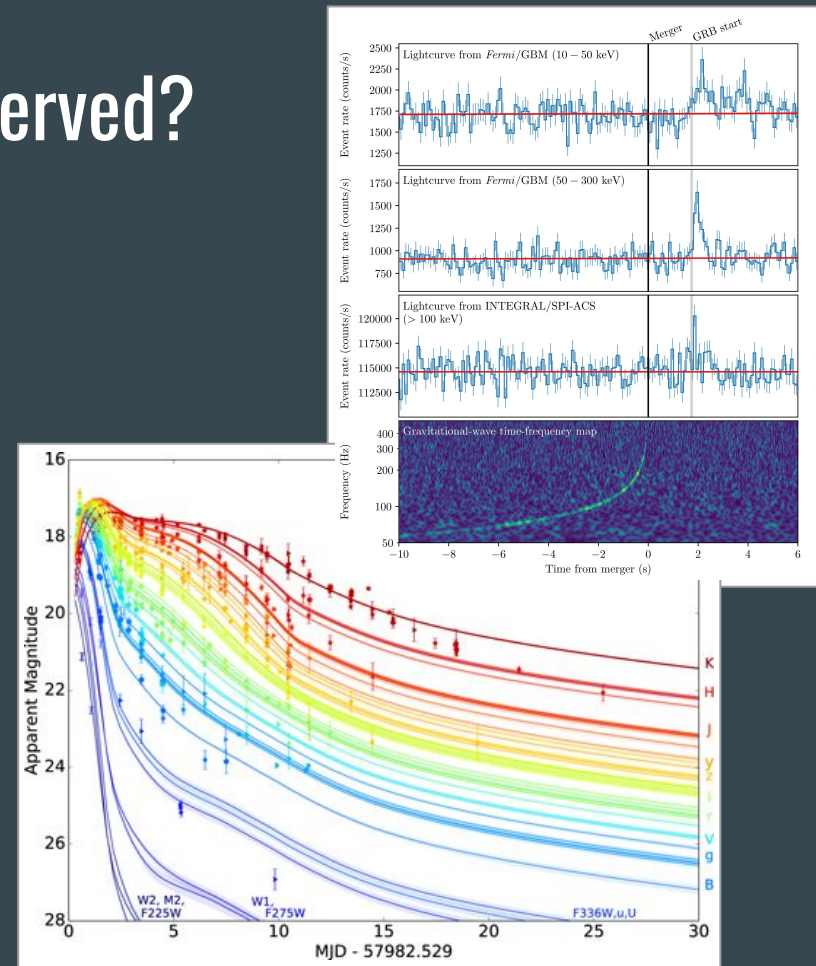 erved?
Merger
GRB start
Lightcurve from Fermi/GBM (10 − 50 keV)
Event rate (counts/s)
2500
2250
2000
1750
1500
1250
Lightcurve from Fermi/GBM (50 − 300 keV)
Event rate (counts/s)
1750
1500
1250
1000
750
Lightcurve from INTEGRAL/SPI-ACS
(> 100 keV)
Event rate (counts/s)
120000
117500
115000
112500
Gravitational-wave time-frequency map
Frequency (Hz)
400
300
200
100
50
−10 −8 −6 −4 −2 0 2 4 6
Time from merger (s)
Apparent Magnitude
16
18
20
22
24
26
28
K
H
J
y
z
i
r
V
g
B
W2, M2,
F225W
W1,
F275W
F336W,u,U
0 5 10 15 20 25 30
MJD - 57982.529